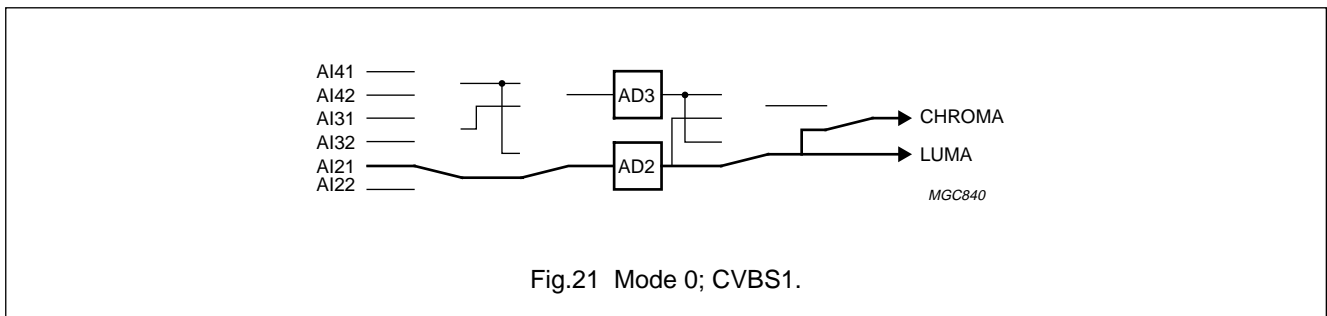 AI41
AI42
AI31
AI32
AI21
AI22
AD3
AD2
CHROMA
LUMA
MGC840
Fig.21 Mode 0; CVBS1.